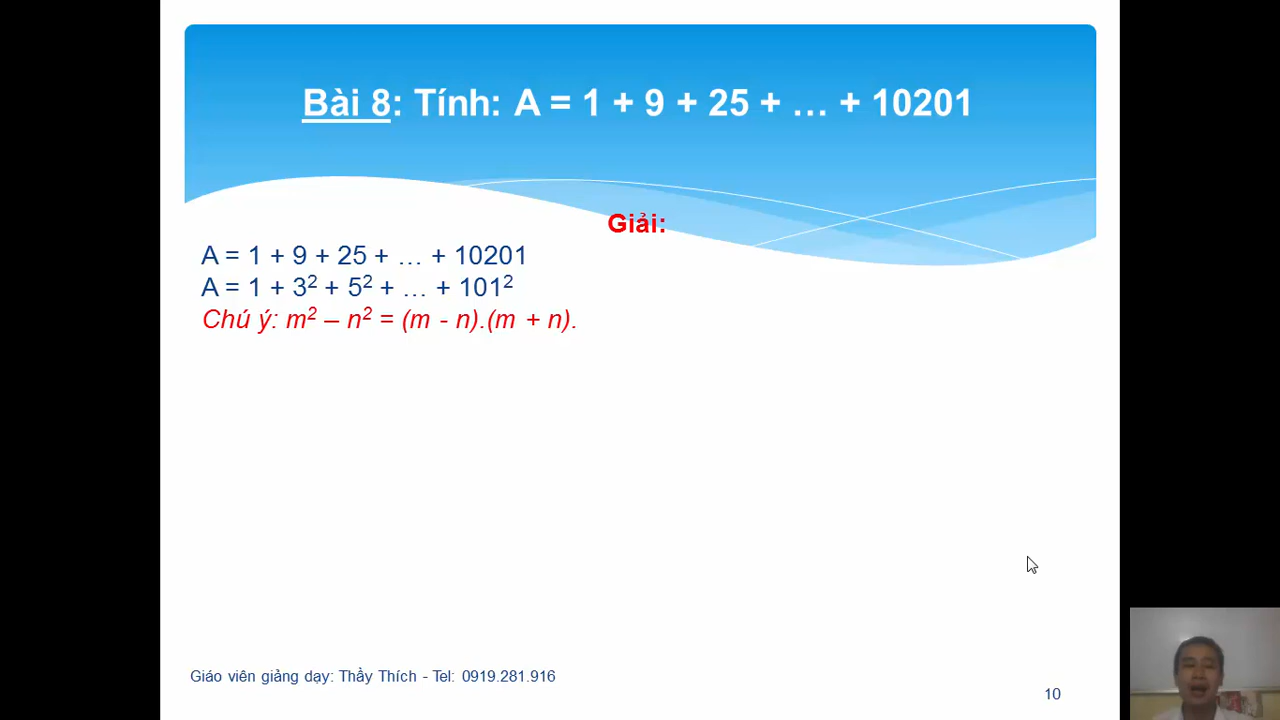 Bài 8: Tính: A = 1 + 9 + 25 + … + 10201
Giải:
A = 1 + 9 + 25 + … + 10201
A = 1 + 3² + 5² + … + 101²
Chú ý: m² – n² = (m - n).(m + n).
Giáo viên giảng dạy: Thầy Thích - Tel: 0919.281.916
10